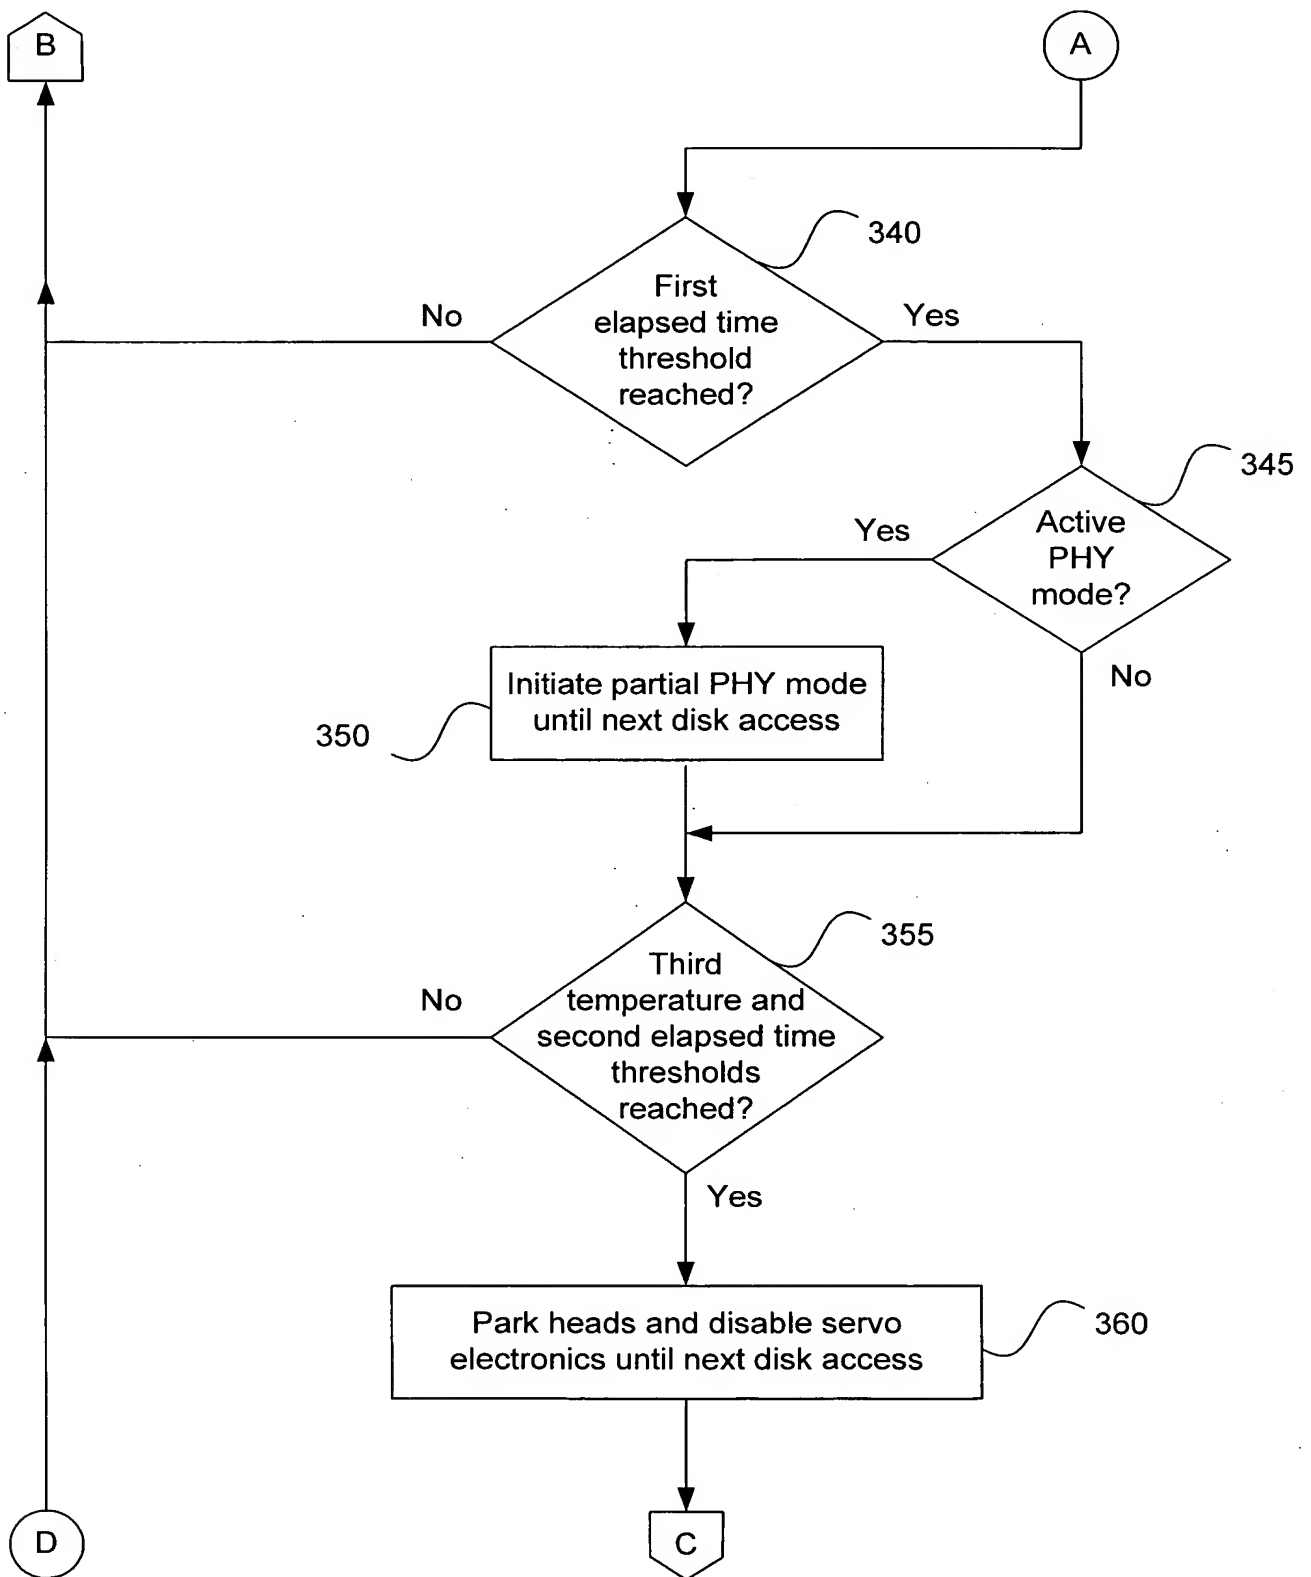 B
A
340
First
elapsed time
threshold
reached?
No
Yes
345
Active
PHY
mode?
Yes
No
Initiate partial PHY mode
until next disk access
350
355
Third
temperature and
second elapsed time
thresholds
reached?
No
Yes
Park heads and disable servo
electronics until next disk access
360
D
C